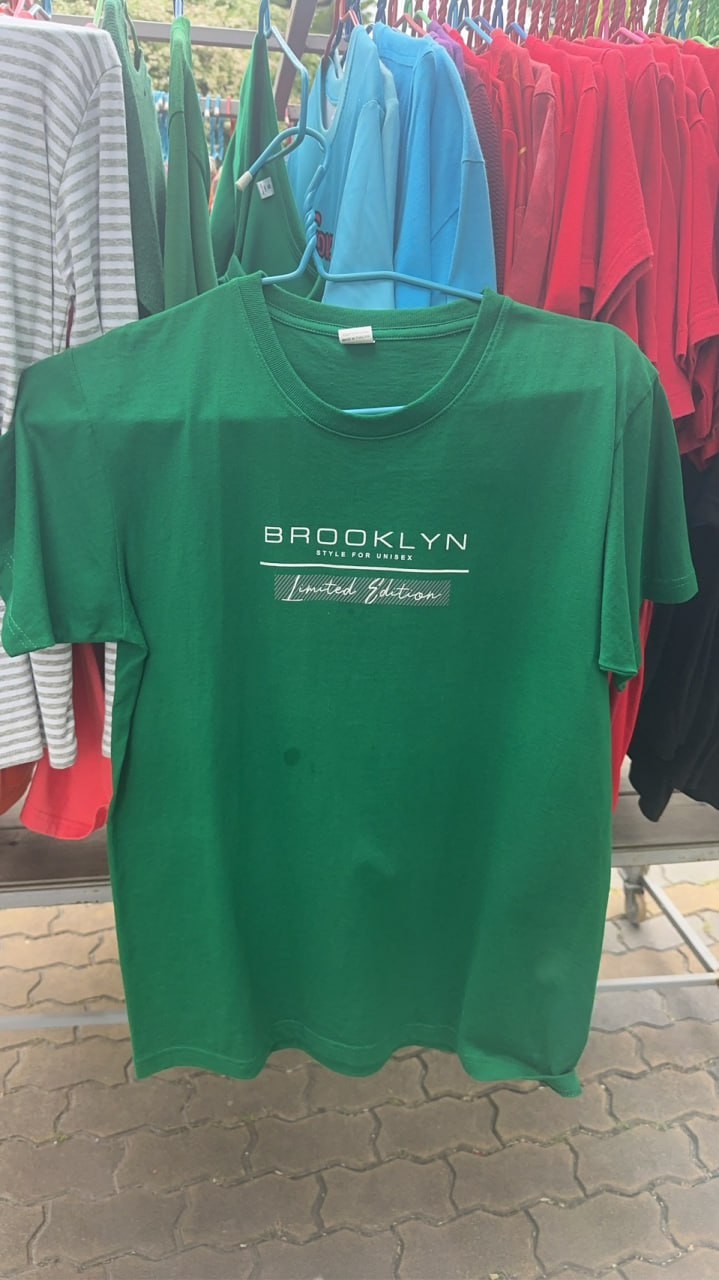 BROOKLYN
STYLE FOR UNISEX
Limited Edition